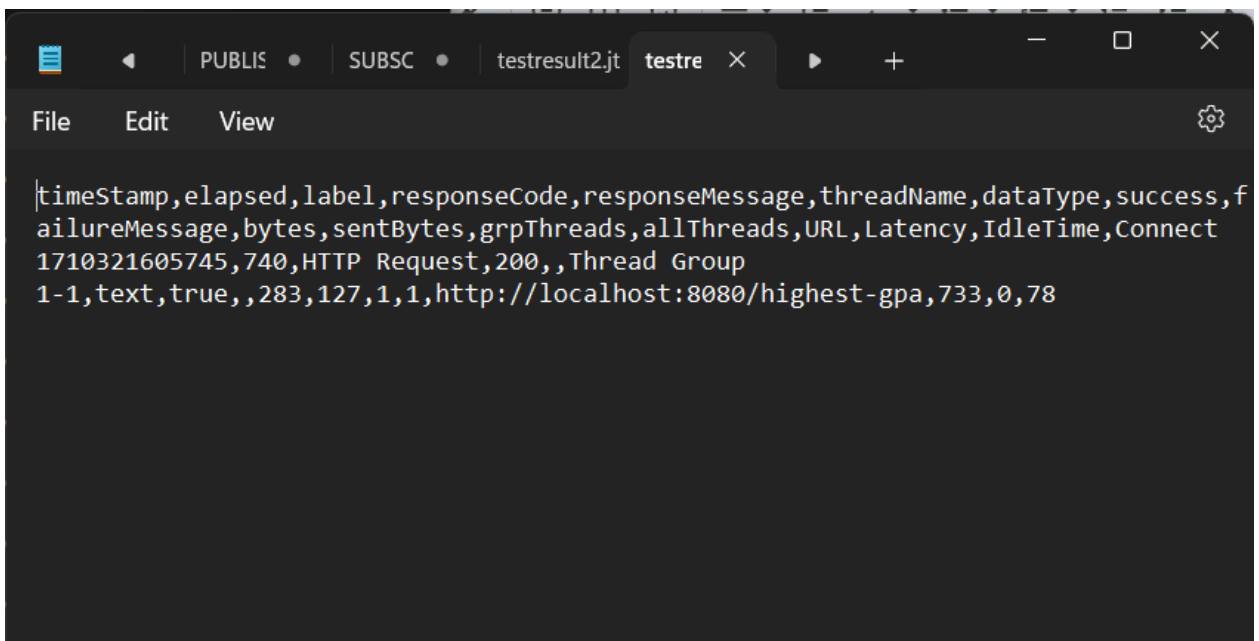 PUBLIS SUBSC testresult2.jt testre
File Edit View
timeStamp,elapsed,label,responseCode,responseMessage,threadName,dataType,success,f
ailureMessage,bytes,sentBytes,grpThreads,allThreads,URL,Latency,IdleTime,Connect
1710321605745,740,HTTP Request,200,,Thread Group
1-1,text,true,,283,127,1,1,http://localhost:8080/highest-gpa,733,0,78